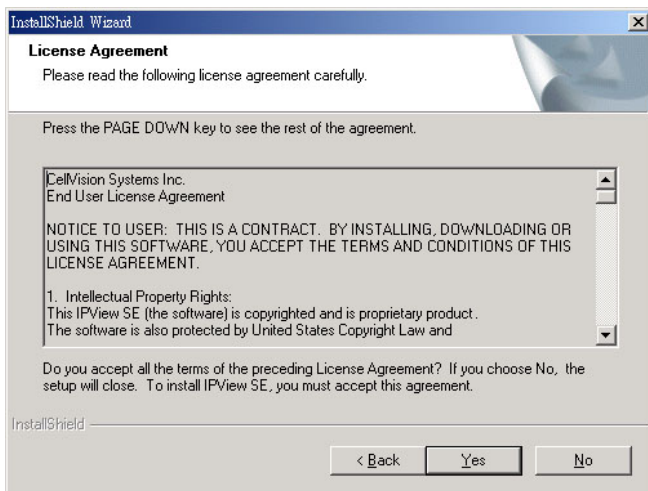 InstallShield Wizard
License Agreement
Please read the following license agreement carefully.
Press the PAGE DOWN key to see the rest of the agreement.
CellVision Systems Inc.
End User License Agreement
NOTICE TO USER: THIS IS A CONTRACT. BY INSTALLING, DOWNLOADING OR
USING THIS SOFTWARE, YOU ACCEPT THE TERMS AND CONDITIONS OF THIS
LICENSE AGREEMENT.
1. Intellectual Property Rights:
This IPView SE (the software) is copyrighted and is proprietary product.
The software is also protected by United States Copyright Law and
Do you accept all the terms of the preceding License Agreement? If you choose No, the
setup will close. To install IPView SE, you must accept this agreement.
InstallShield
< Back Yes No